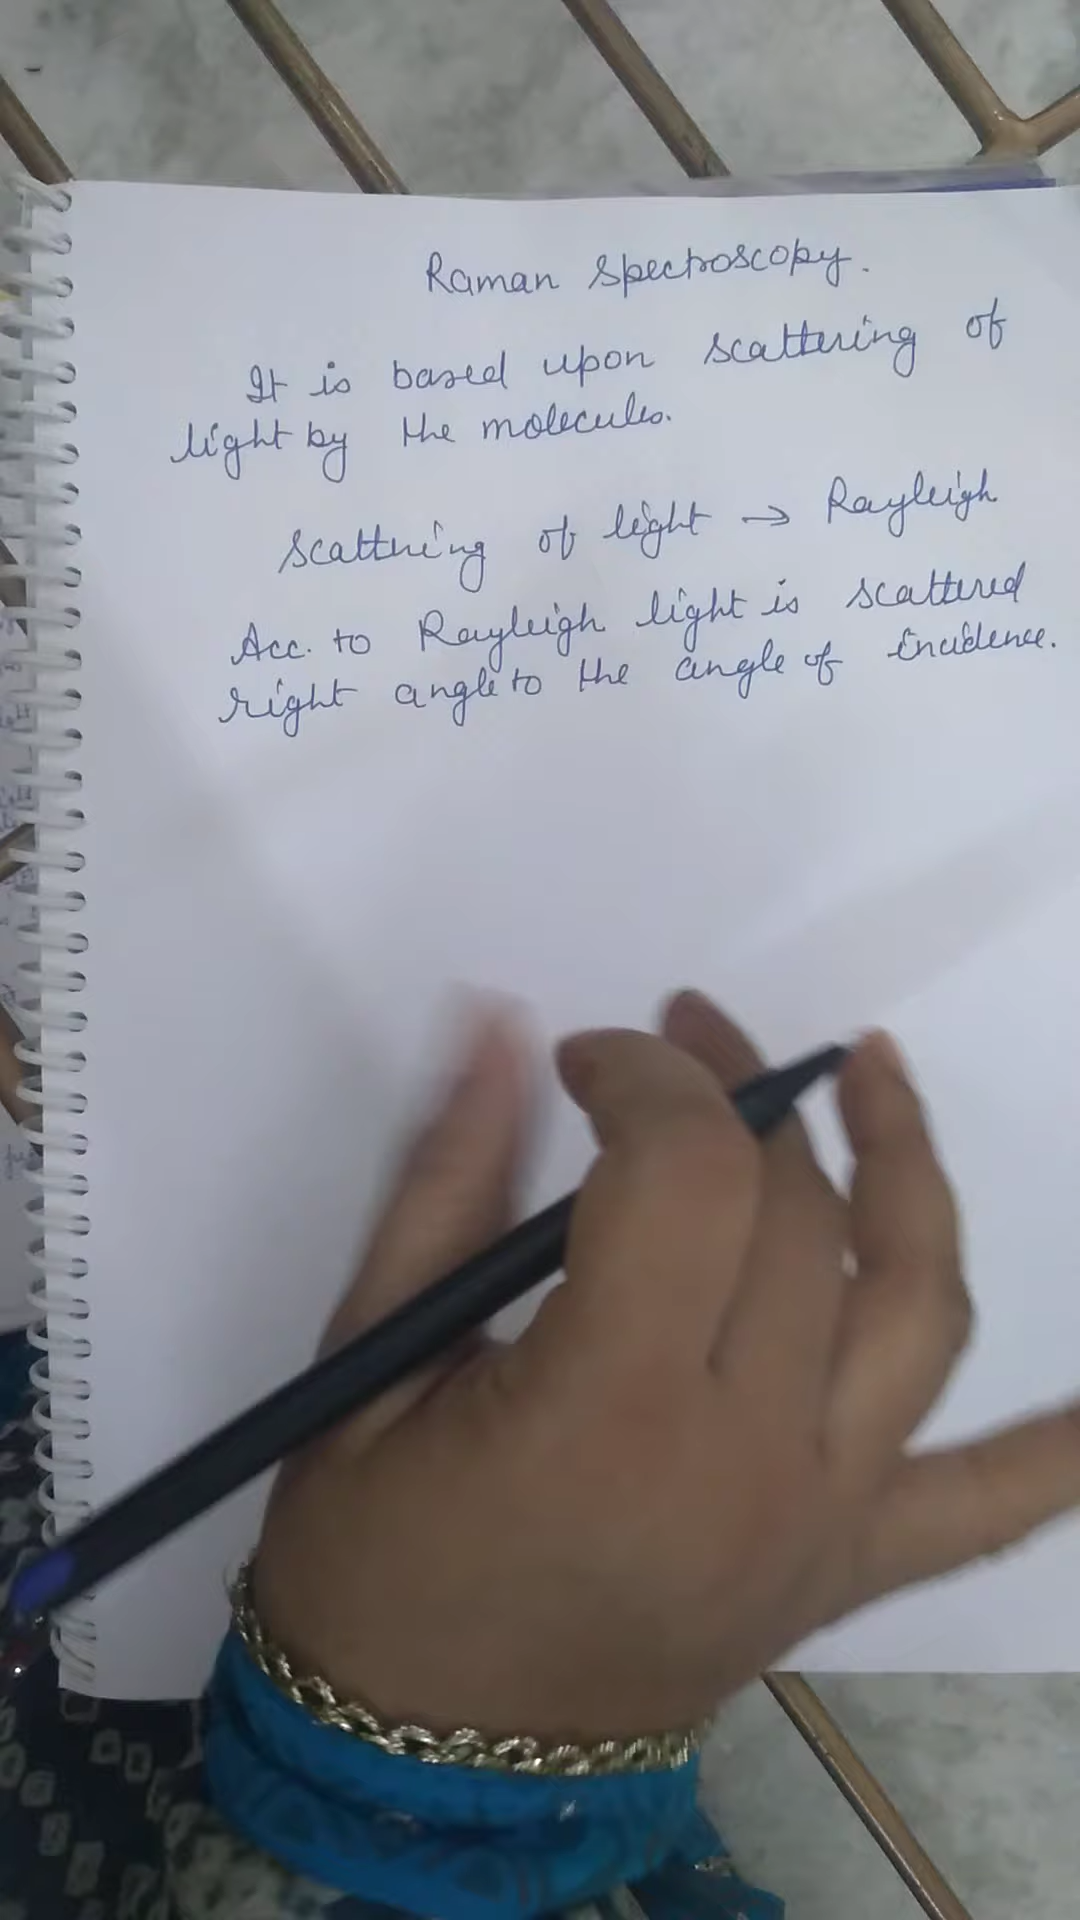 Raman Spectroscopy.
It is based upon scattering of
light by the molecules.
Scattering of light → Rayleigh
Acc. to Rayleigh light is scattered
right angle to the angle of incidence.